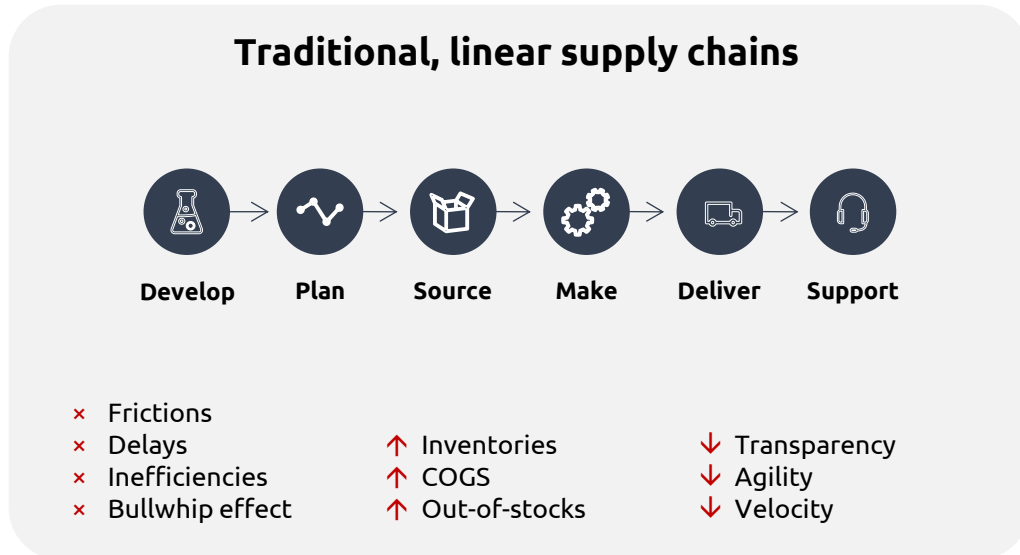 Traditional, linear supply chains
Develop
Plan
Source
Make
Deliver
Support
× Frictions
× Delays
× Inefficiencies
× Bullwhip effect
↑ Inventories
↑ COGS
↑ Out-of-stocks
↓ Transparency
↓ Agility
↓ Velocity